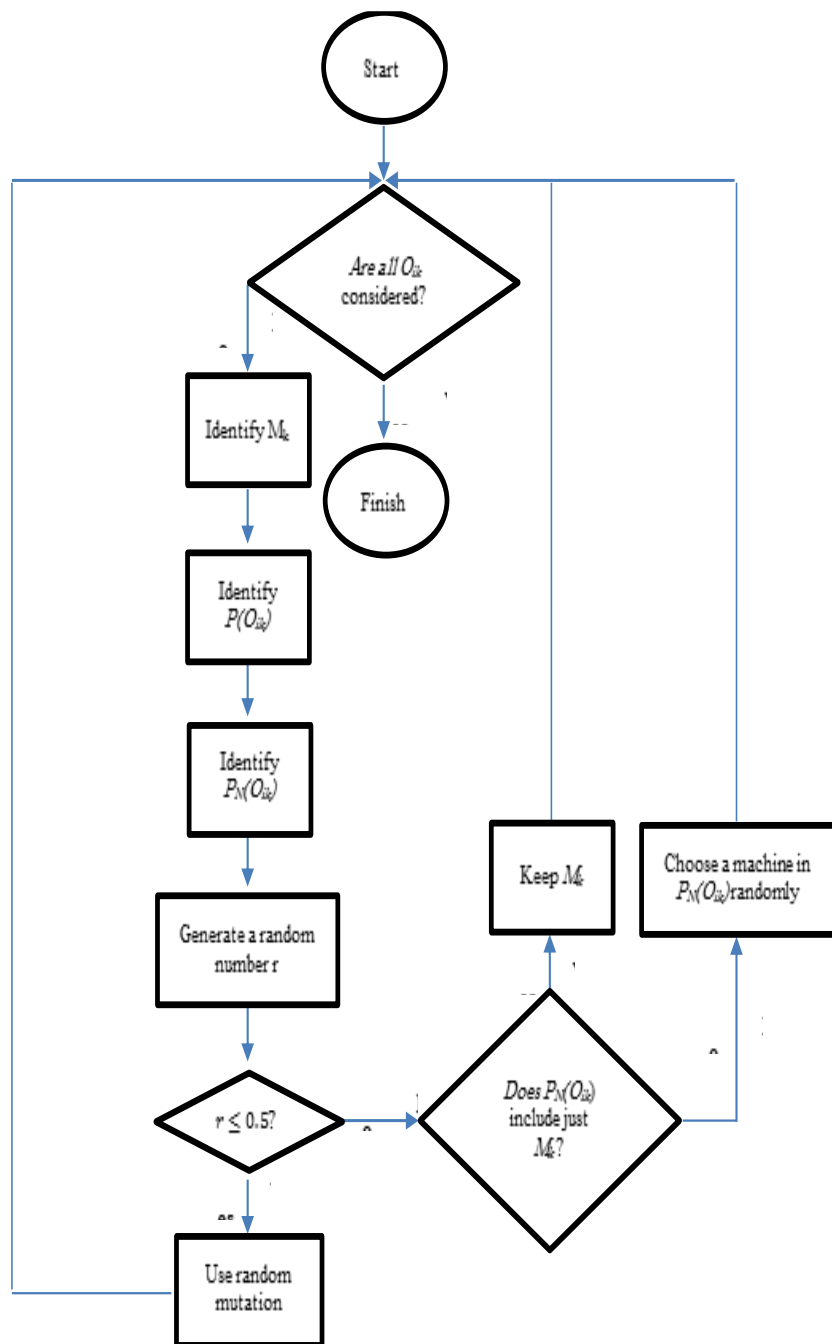 Start
Are all Oik
considered?
Identify Mk
Finish
Identify
P(Oik)
Identify
PN(Oik)
Keep Mk
Choose a machine in
PN(Oik) randomly
Generate a random
number r
r ≤ 0.5?
Does PN(Oik)
include just
Mk?
Use random
mutation